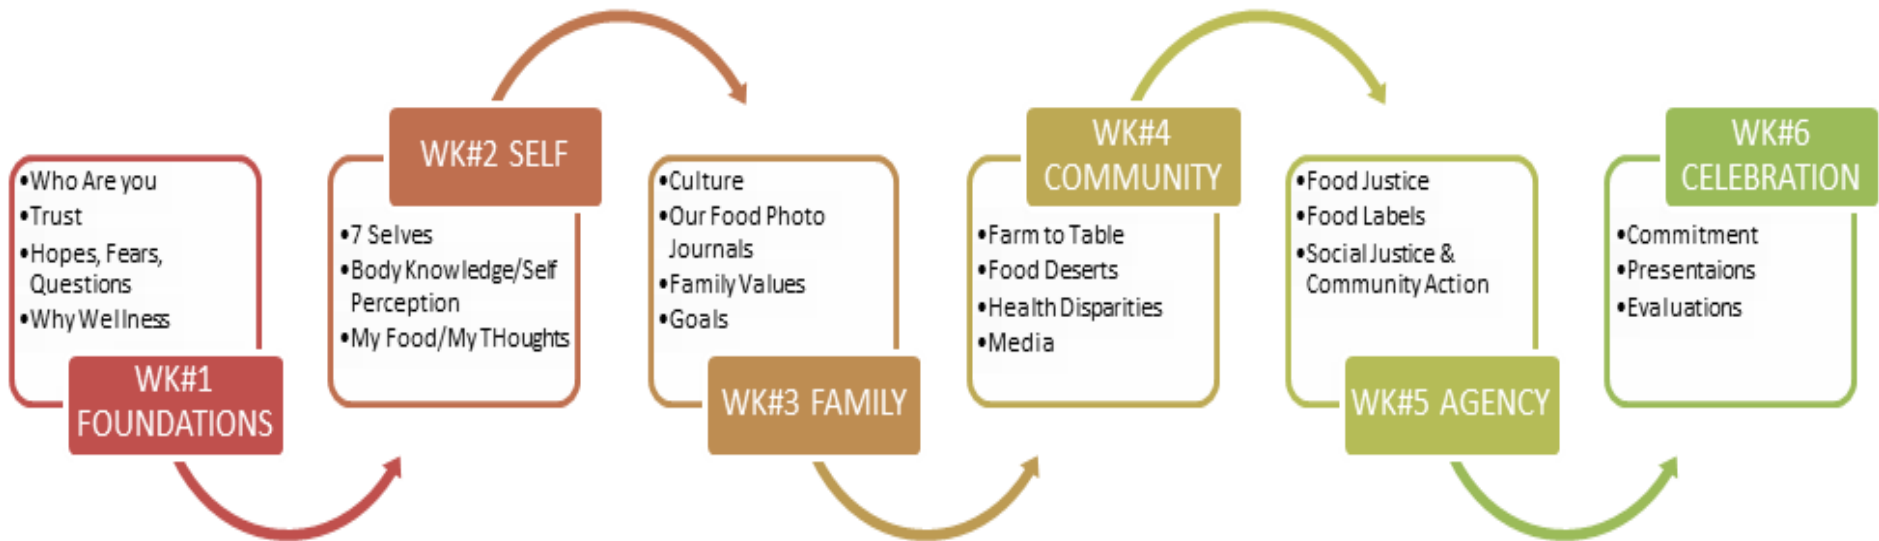 •Who Are you
•Trust
•Hopes, Fears,
Questions
•Why Wellness
WK#1
FOUNDATIONS
WK#2 SELF
•7 Selves
•Body Knowledge/Self
Perception
•My Food/My THoughts
•Culture
•Our Food Photo
Journals
•Family Values
•Goals
WK#3 FAMILY
WK#4
COMMUNITY
•Farm to Table
•Food Deserts
•Health Disparities
•Media
•Food Justice
•Food Labels
•Social Justice &
Community Action
WK#5 AGENCY
WK#6
CELEBRATION
•Commitment
•Presentaions
•Evaluations